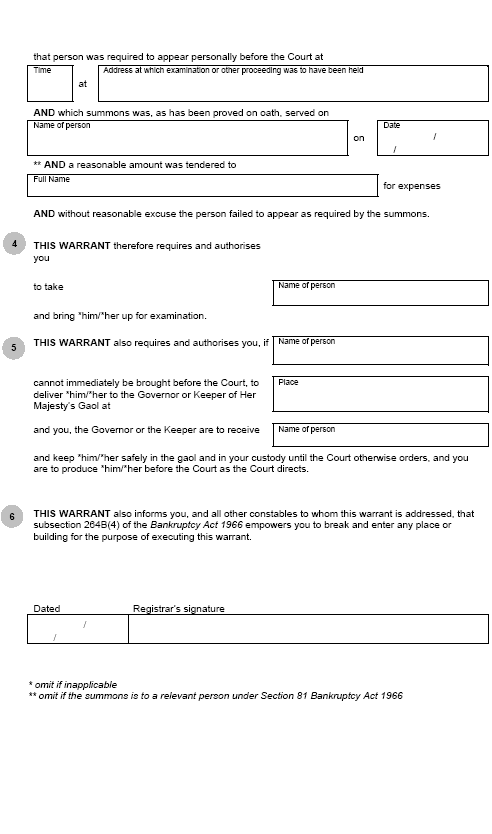 that person was required to appear personally before the Court at
Time
at
Address at which examination or other proceeding was to have been held
AND which summons was, as has been proved on oath, served on
Name of person
on
Date
/
/
** AND a reasonable amount was tendered to
Full Name
for expenses
AND without reasonable excuse the person failed to appear as required by the summons.
4
THIS WARRANT therefore requires and authorises
you
to take
Name of person
and bring *him/*her up for examination.
5
THIS WARRANT also requires and authorises you, if
Name of person
cannot immediately be brought before the Court, to
deliver *him/*her to the Governor or Keeper of Her
Majesty's Gaol at
Place
and you, the Governor or the Keeper are to receive
Name of person
and keep *him/*her safely in the gaol and in your custody until the Court otherwise orders, and you
are to produce *him/*her before the Court as the Court directs.
6
THIS WARRANT also informs you, and all other constables to whom this warrant is addressed, that
subsection 264B(4) of the Bankruptcy Act 1966 empowers you to break and enter any place or
building for the purpose of executing this warrant.
Dated
Registrar's signature
/
/
* omit if inapplicable
** omit if the summons is to a relevant person under Section 81 Bankruptcy Act 1966